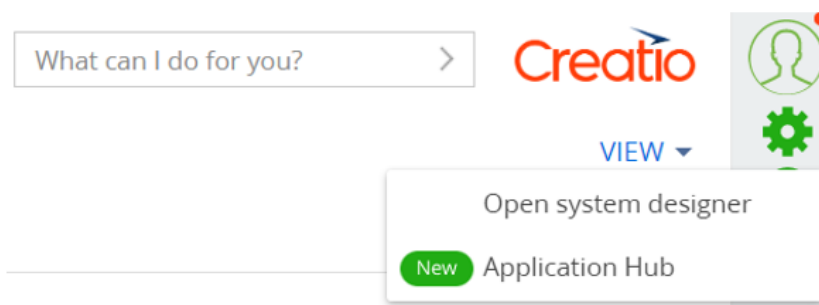 What can I do for you?
Creatio
VIEW
Open system designer
New Application Hub